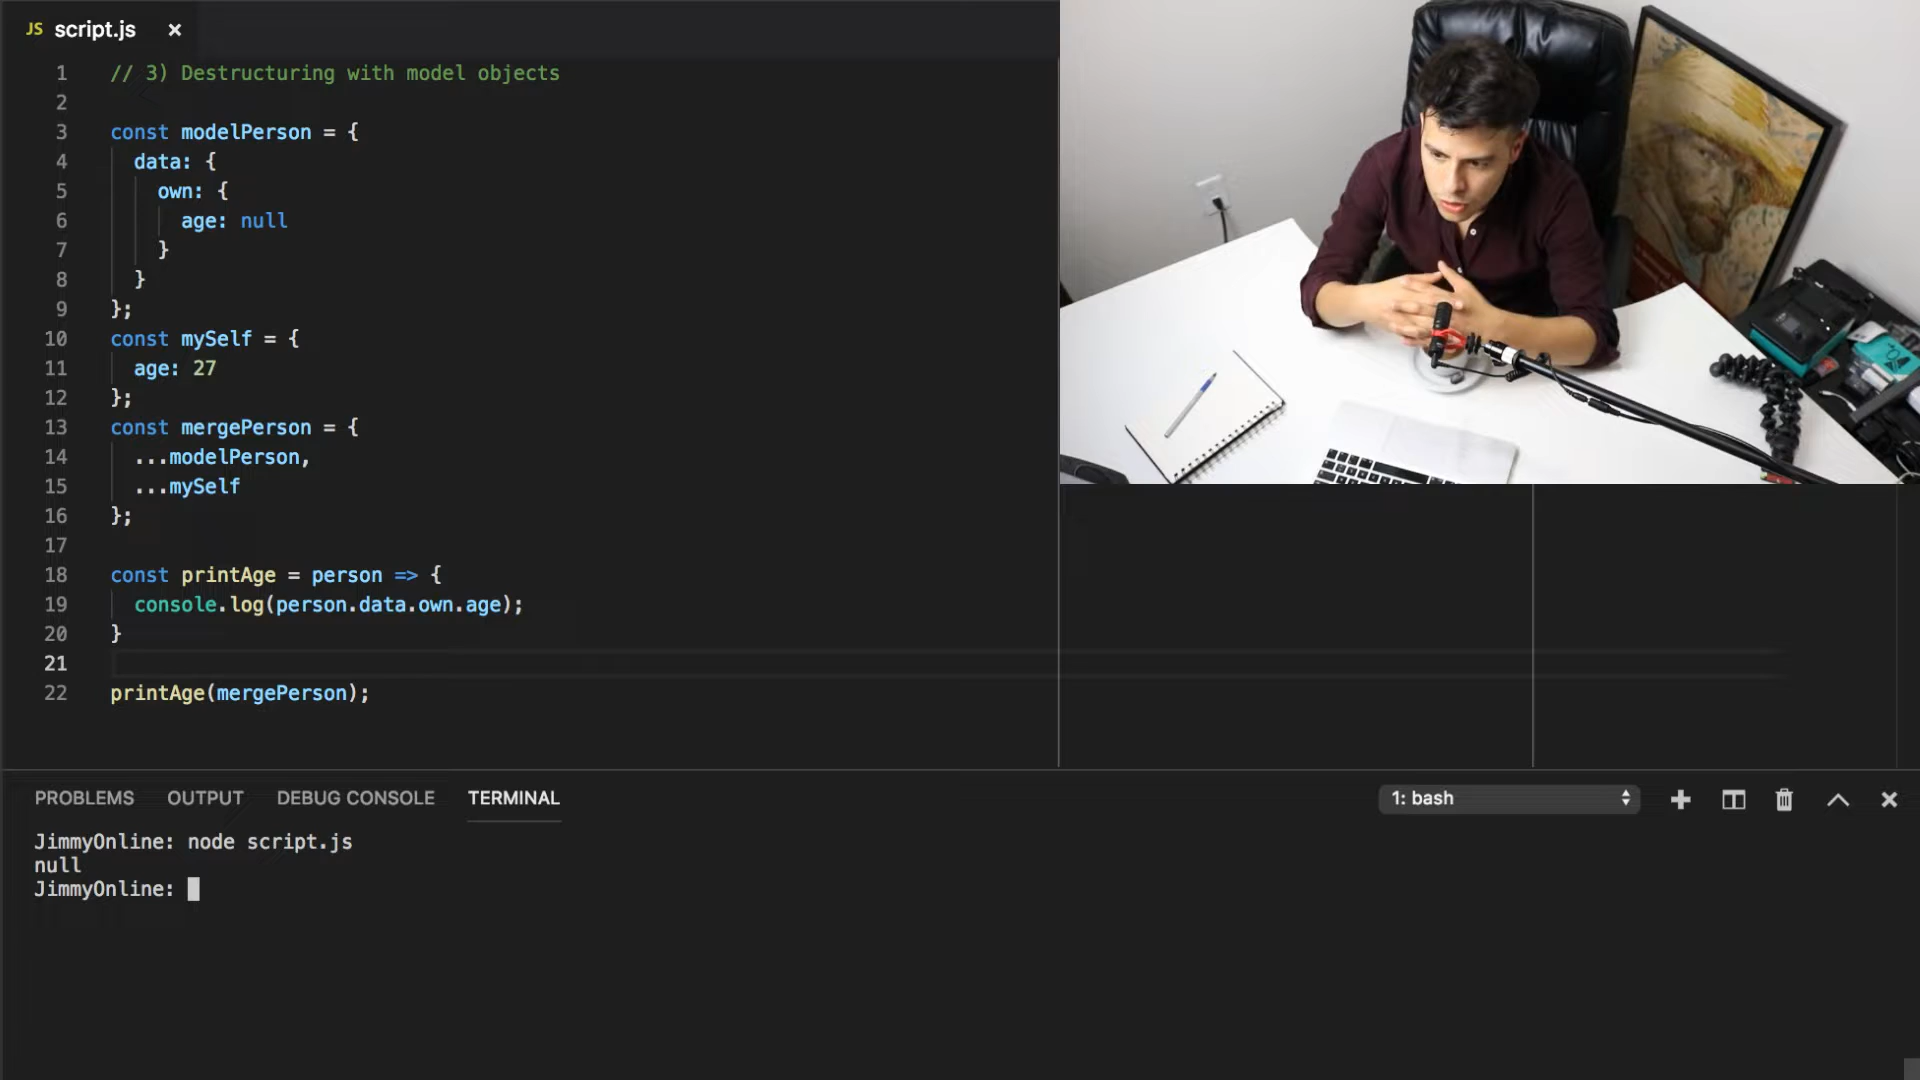 JS script.js ×
1 // 3) Destructuring with model objects
2
3 const modelPerson = {
4 data: {
5 own: {
6 age: null
7 }
8 }
9 };
10 const mySelf = {
11 age: 27
12 };
13 const mergePerson = {
14 ...modelPerson,
15 ...mySelf
16 };
17
18 const printAge = person => {
19 console.log(person.data.own.age);
20 }
21
22 printAge(mergePerson);
PROBLEMS OUTPUT DEBUG CONSOLE TERMINAL 1: bash
JimmyOnline: node script.js
null
JimmyOnline: